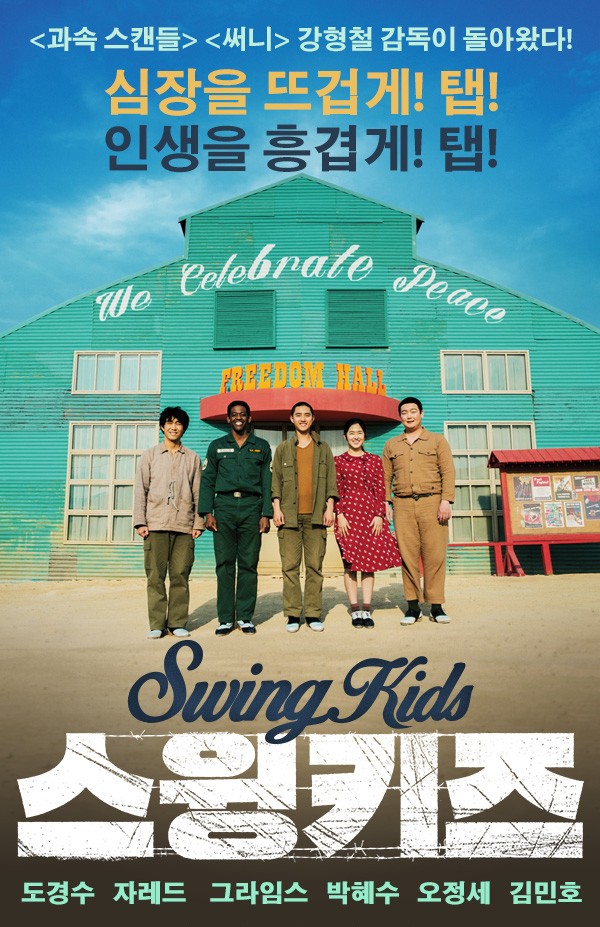 <과속 스캔들> <써니> 강형철 감독이 돌아왔다!
심장을 뜨겁게! 탭!
인생을 흥겹게! 탭!
We Celebrate Peace
FREEDOM HALL
Swing Kids
스윙키즈
도경수 자레드 그라임스 박혜수 오정세 김민호